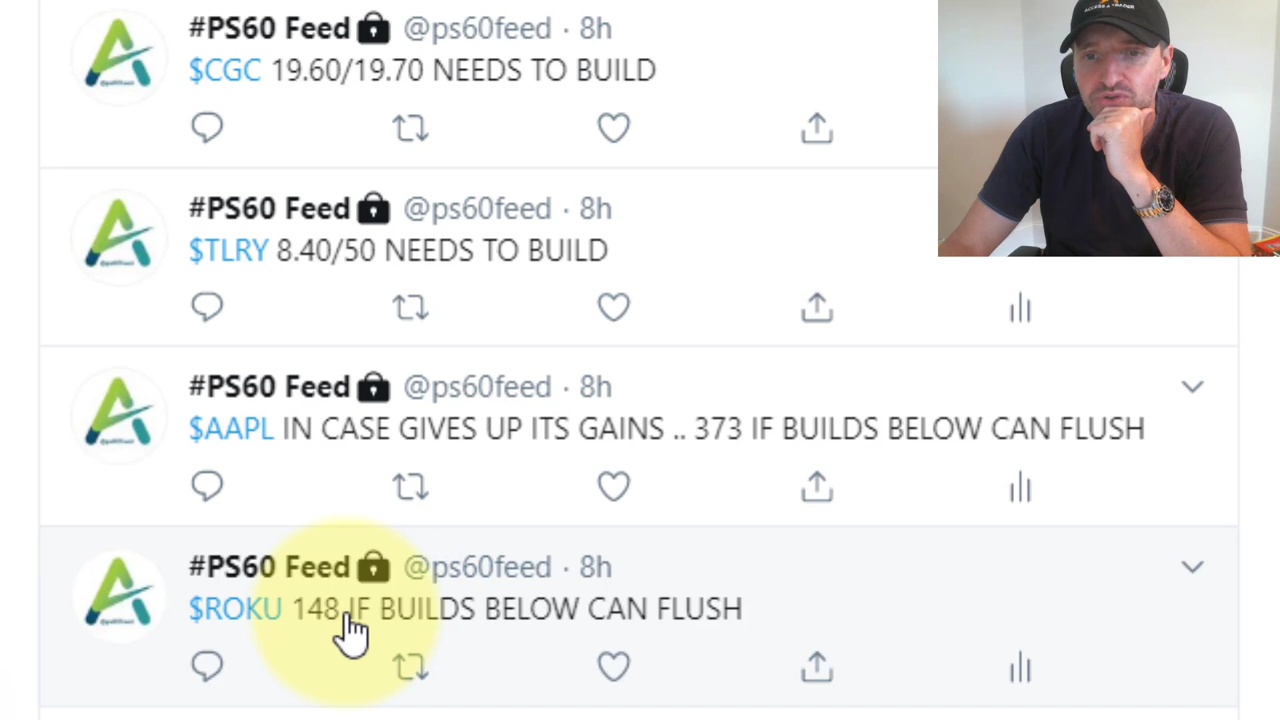 #PS60 Feed @ps60feed · 8h
$CGC 19.60/19.70 NEEDS TO BUILD
#PS60 Feed @ps60feed · 8h
$TLRY 8.40/50 NEEDS TO BUILD
#PS60 Feed @ps60feed · 8h
$AAPL IN CASE GIVES UP ITS GAINS .. 373 IF BUILDS BELOW CAN FLUSH
#PS60 Feed @ps60feed · 8h
$ROKU 148 IF BUILDS BELOW CAN FLUSH